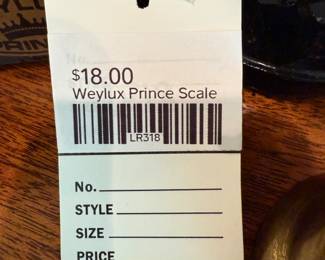 $18.00
Weylux Prince Scale
LR318
No.
STYLE
SIZE
PRICE